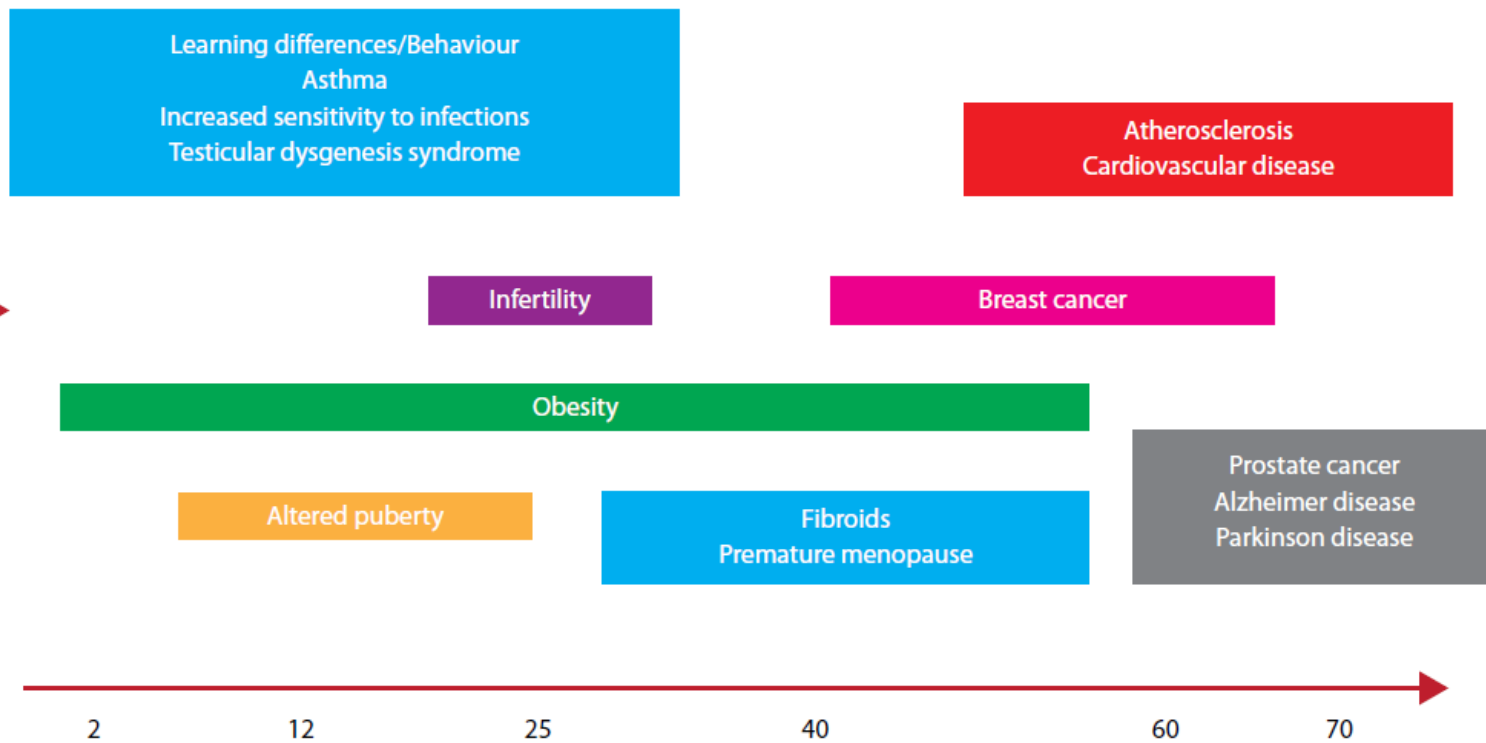 Learning differences/Behaviour
Asthma
Increased sensitivity to infections
Testicular dysgenesis syndrome
Atherosclerosis
Cardiovascular disease
Infertility
Breast cancer
Obesity
Altered puberty
Fibroids
Premature menopause
Prostate cancer
Alzheimer disease
Parkinson disease
2 12 25 40 60 70